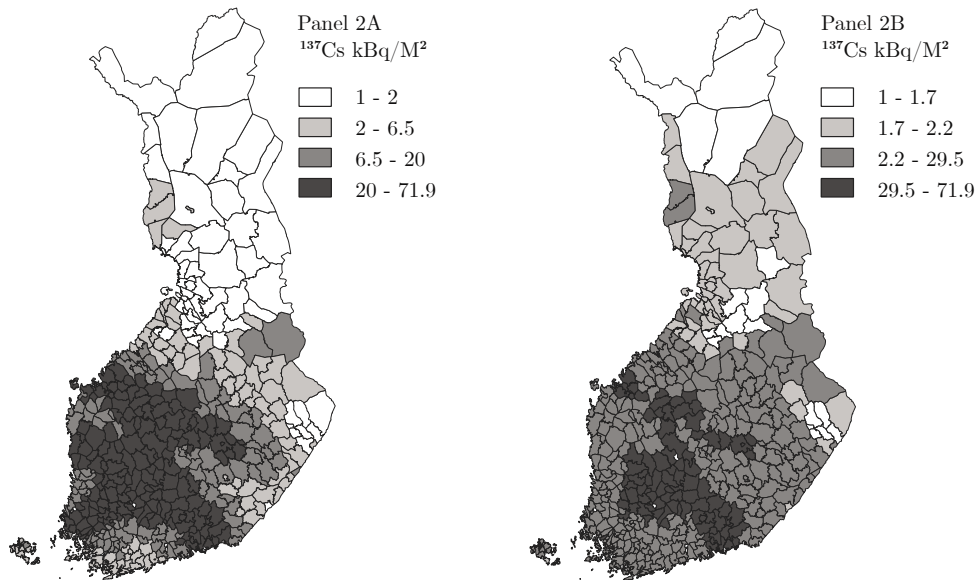 Panel 2A
¹³⁷Cs kBq/M²
1 - 2
2 - 6.5
6.5 - 20
20 - 71.9
Panel 2B
¹³⁷Cs kBq/M²
1 - 1.7
1.7 - 2.2
2.2 - 29.5
29.5 - 71.9